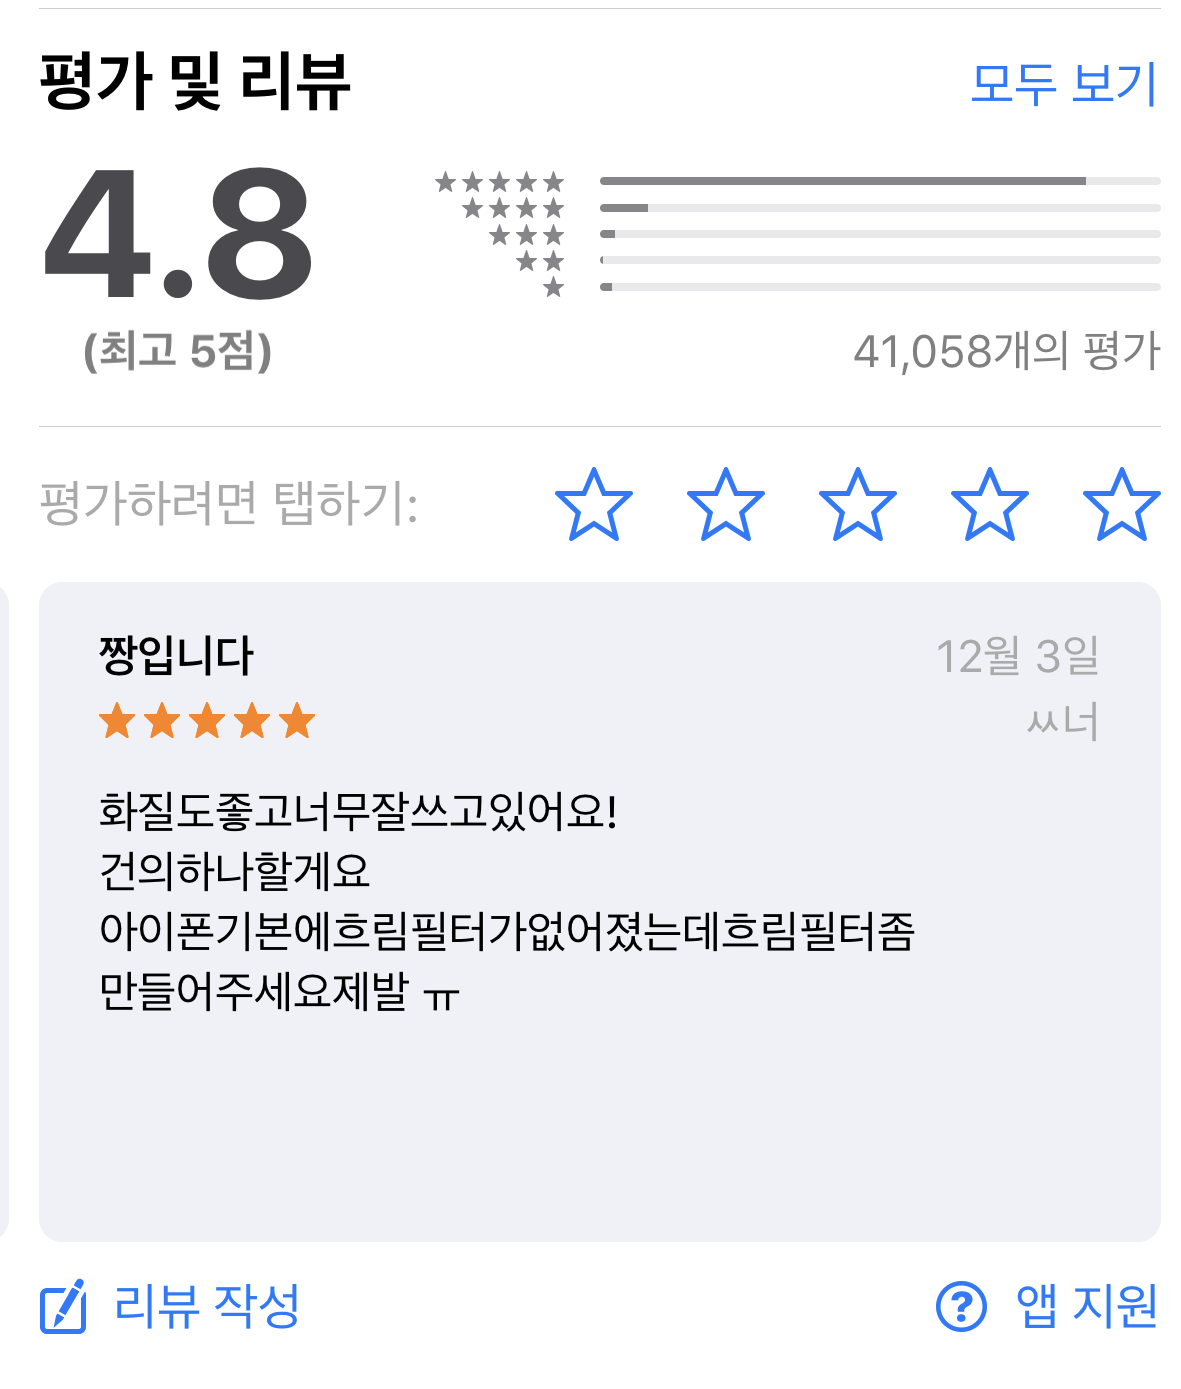 평가 및 리뷰
모두 보기
4.8
(최고 5점)
41,058개의 평가
평가하려면 탭하기:
짱입니다
12월 3일
ㅆ너
화질도좋고너무잘쓰고있어요!
건의하나할게요
아이폰기본에흐림필터가없어졌는데흐림필터좀
만들어주세요제발 ㅠ
리뷰 작성
앱 지원